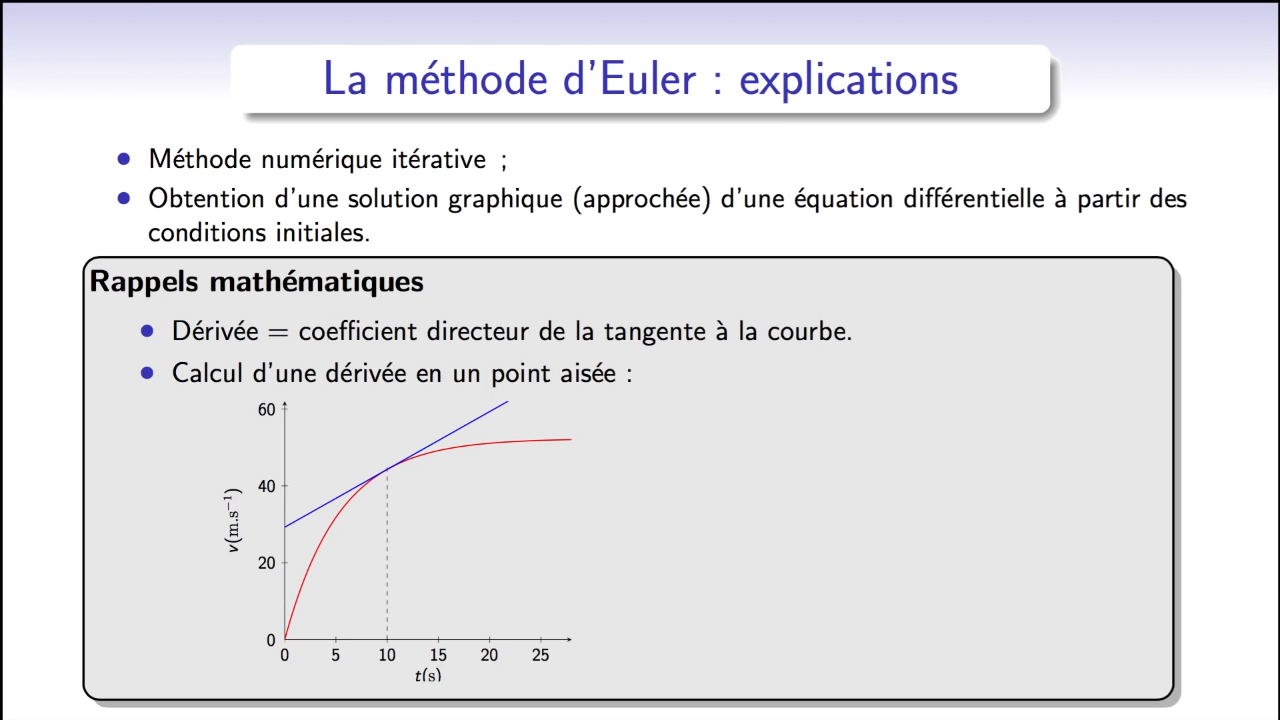 La méthode d'Euler : explications
• Méthode numérique itérative ;
• Obtention d'une solution graphique (approchée) d'une équation différentielle à partir des
conditions initiales.
Rappels mathématiques
• Dérivée = coefficient directeur de la tangente à la courbe.
• Calcul d'une dérivée en un point aisée :
60
40
20
0
v(m.s⁻¹)
0 5 10 15 20 25
t(s)